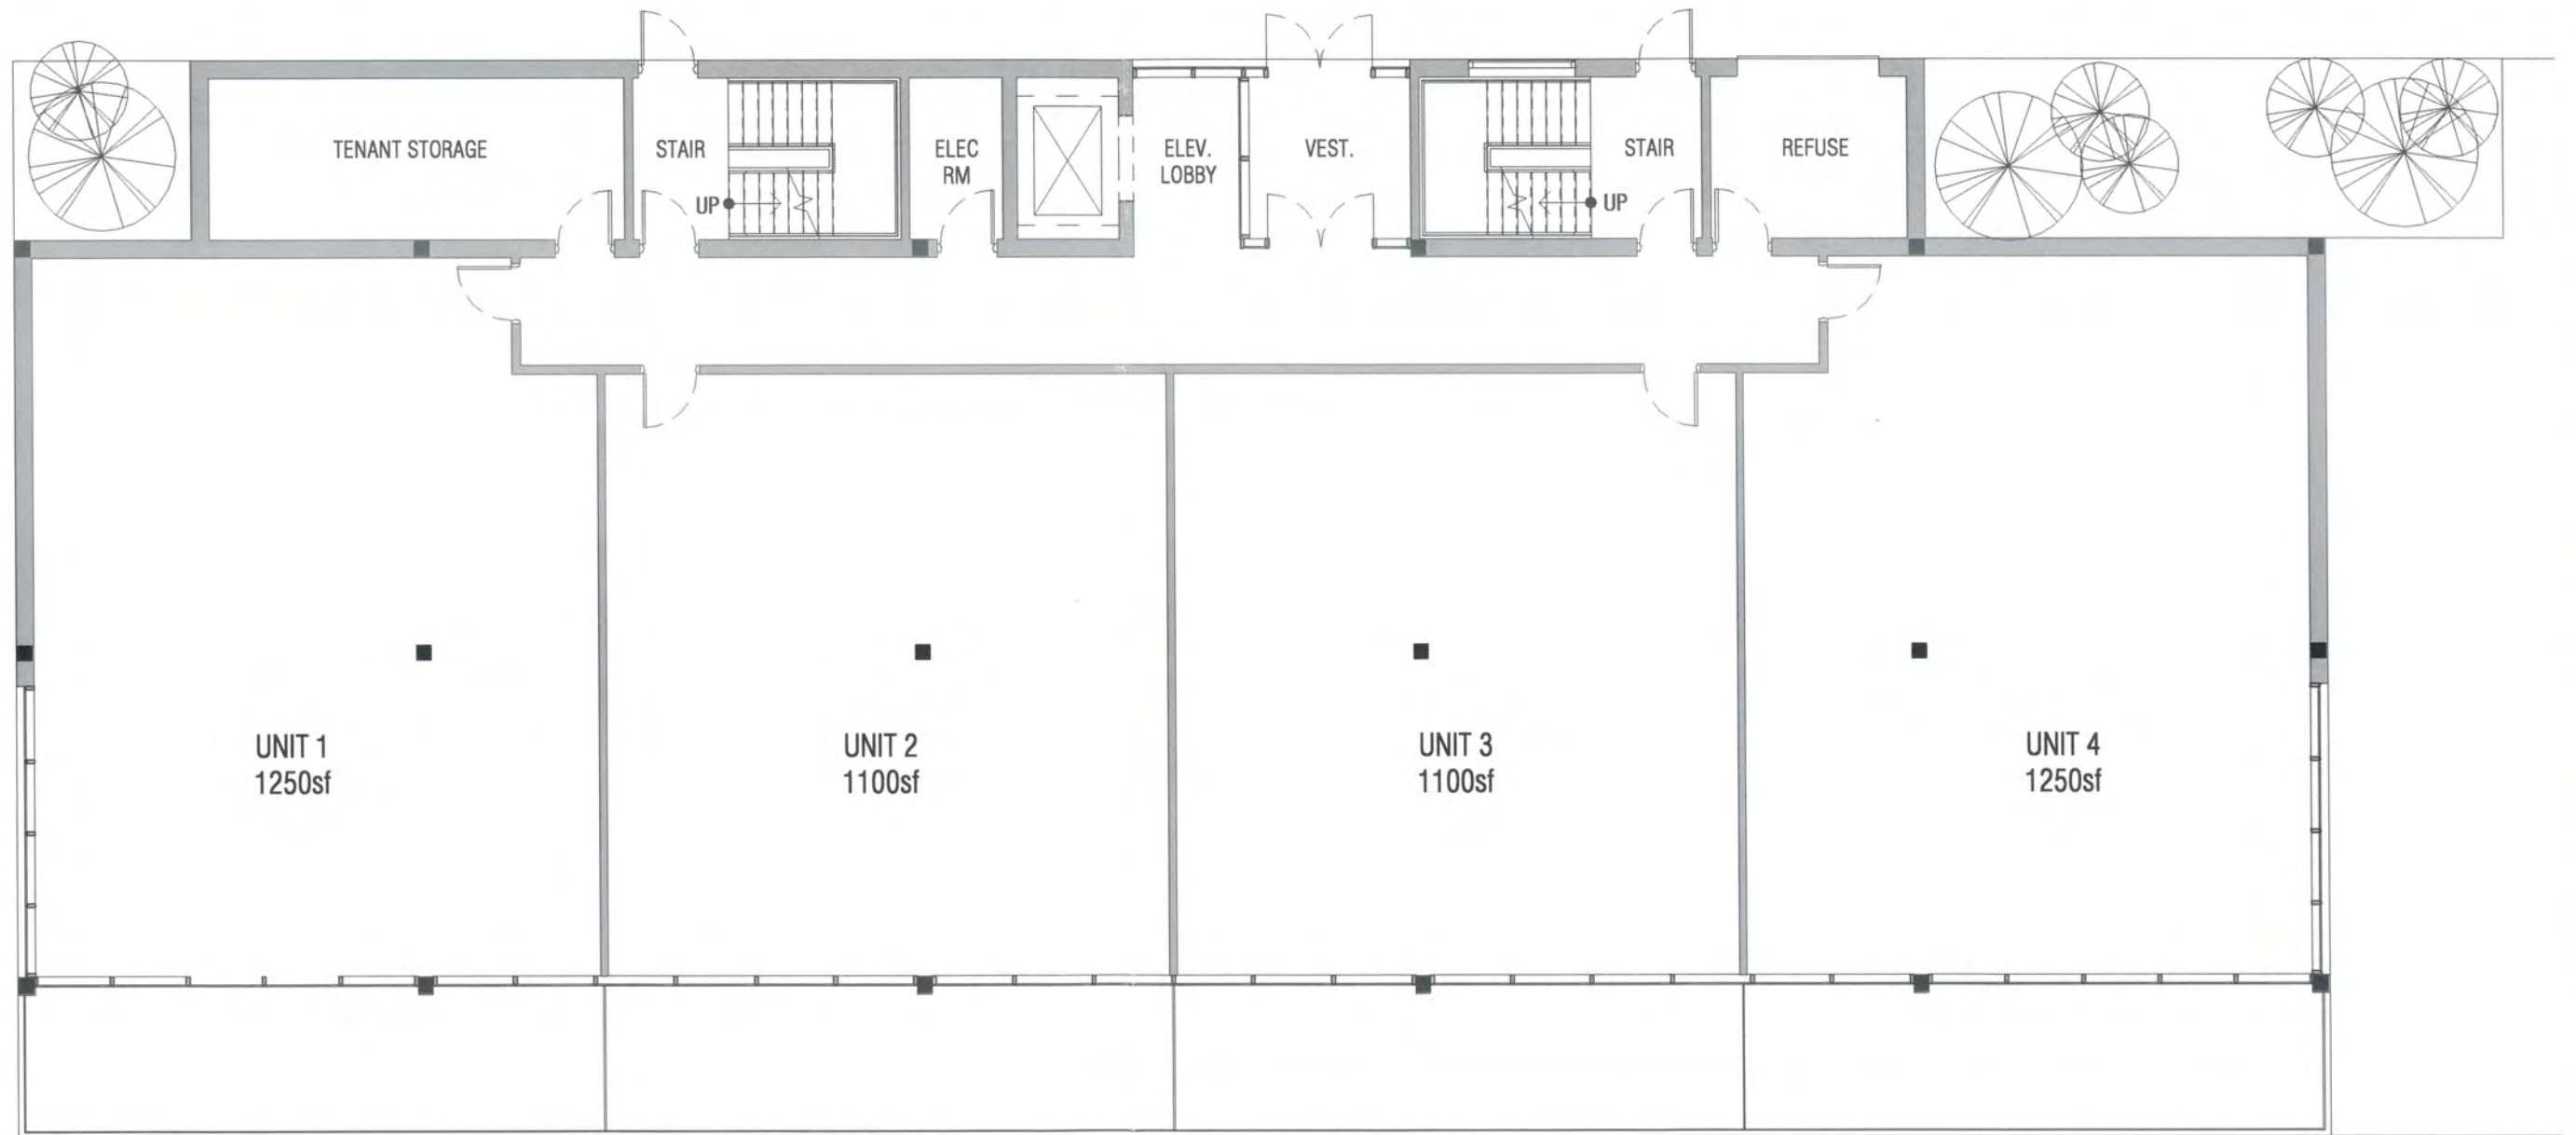 TENANT STORAGE
STAIR
UP
ELEC
RM
ELEV.
LOBBY
VEST.
STAIR
UP
REFUSE
UNIT 1
1250sf
UNIT 2
1100sf
UNIT 3
1100sf
UNIT 4
1250sf